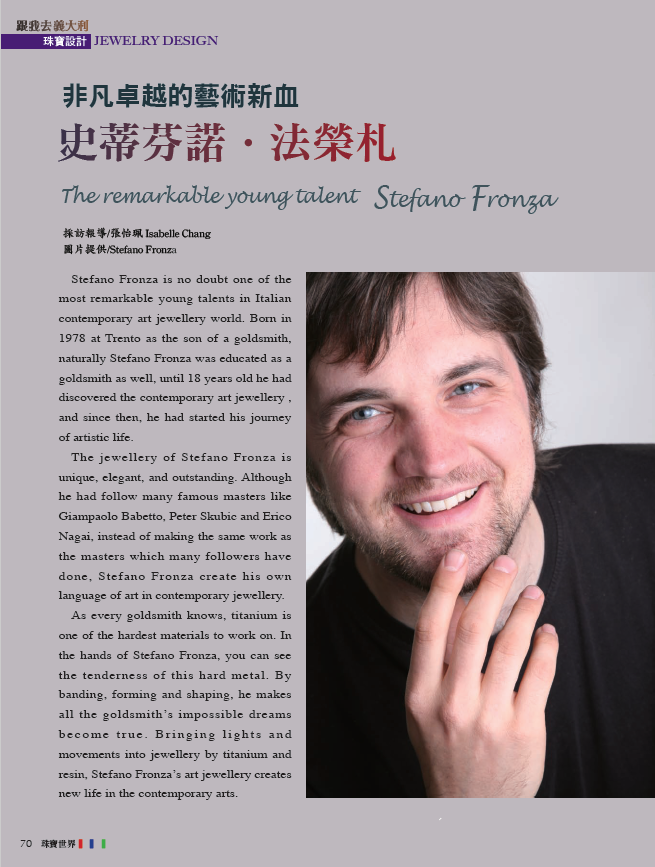 跟我去義大利
珠寶設計 JEWELRY DESIGN
非凡卓越的藝術新血
史蒂芬諾·法榮札
The remarkable young talent Stefano Fronza
採訪報導/張怡珮 Isabelle Chang
圖片提供/Stefano Fronza
Stefano Fronza is no doubt one of the
most remarkable young talents in Italian
contemporary art jewellery world. Born in
1978 at Trento as the son of a goldsmith,
naturally Stefano Fronza was educated as a
goldsmith as well, until 18 years old he had
discovered the contemporary art jewellery ,
and since then, he had started his journey
of artistic life.
The jewellery of Stefano Fronza is
unique, elegant, and outstanding. Although
he had follow many famous masters like
Giampaolo Babetto, Peter Skubic and Erico
Nagai, instead of making the same work as
the masters which many followers have
done, Stefano Fronza create his own
language of art in contemporary jewellery.
As every goldsmith knows, titanium is
one of the hardest materials to work on. In
the hands of Stefano Fronza, you can see
the tenderness of this hard metal. By
banding, forming and shaping, he makes
all the goldsmith's impossible dreams
become true. Bringing lights and
movements into jewellery by titanium and
resin, Stefano Fronza's art jewellery creates
new life in the contemporary arts.
70 珠寶世界